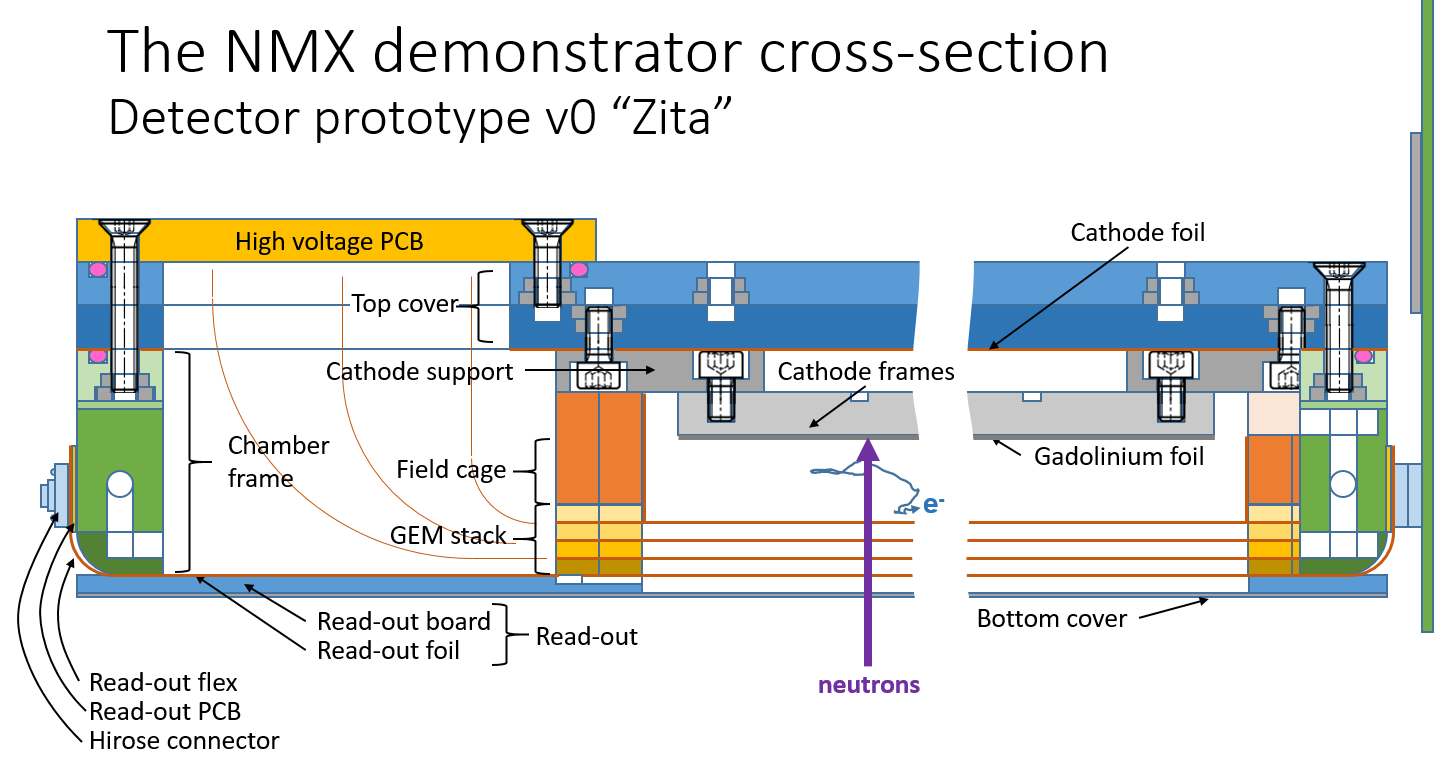 The NMX demonstrator cross-section
Detector prototype v0 “Zita”
High voltage PCB
Cathode foil
Top cover
Cathode support
Cathode frames
Chamber
frame
Field cage
Gadolinium foil
e-
GEM stack
Read-out board
Read-out foil
Read-out
Bottom cover
neutrons
Read-out flex
Read-out PCB
Hirose connector